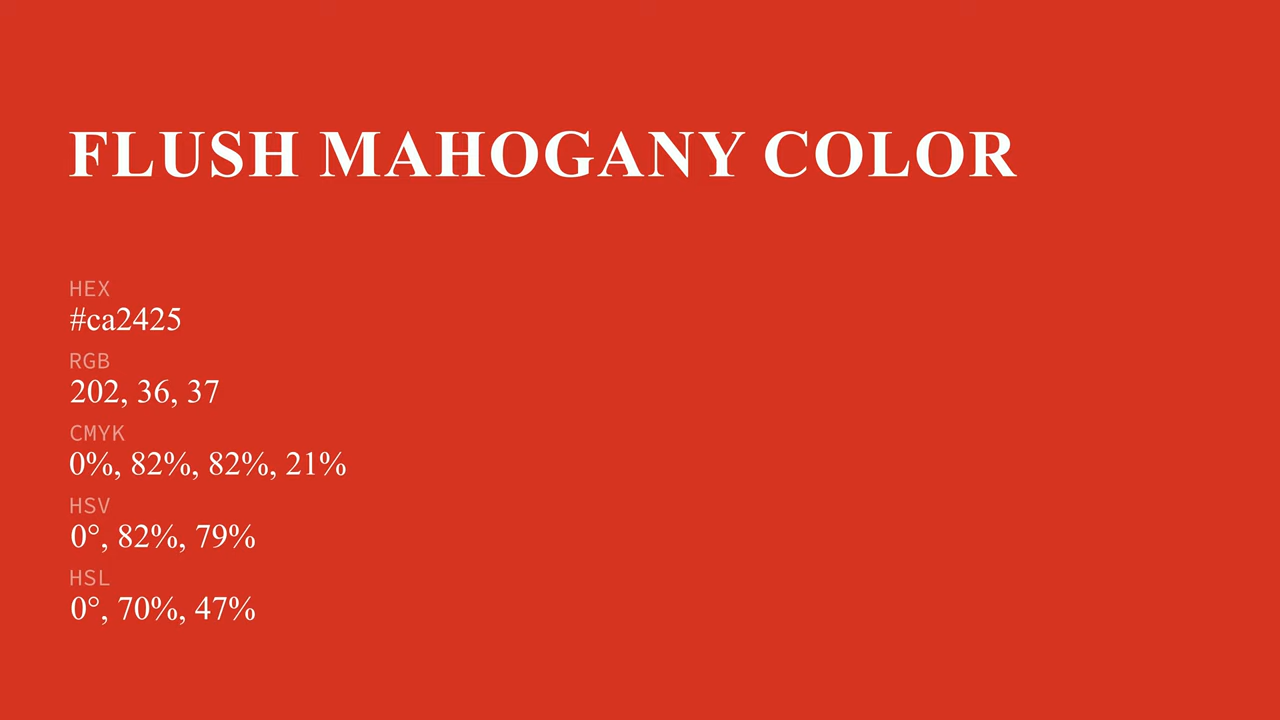 FLUSH MAHOGANY COLOR
HEX
#ca2425
RGB
202, 36, 37
CMYK
0%, 82%, 82%, 21%
HSV
0°, 82%, 79%
HSL
0°, 70%, 47%